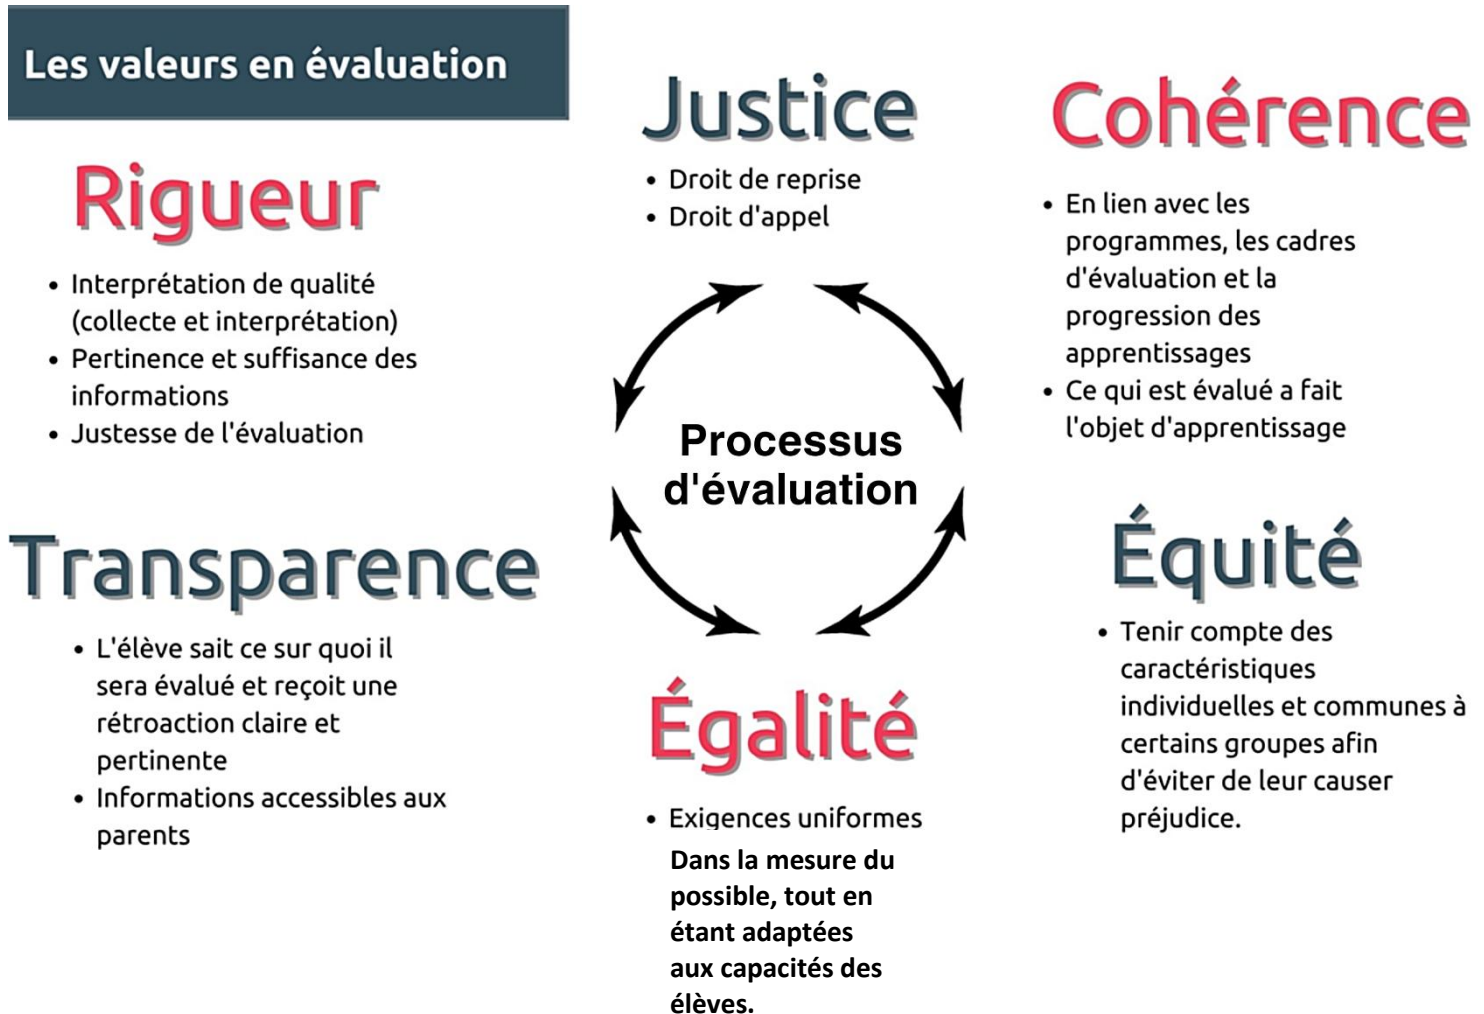 Les valeurs en évaluation
Rigueur
• Interprétation de qualité
(collecte et interprétation)
• Pertinence et suffisance des
informations
• Justesse de l'évaluation
Justice
• Droit de reprise
• Droit d'appel
Cohérence
• En lien avec les
programmes, les cadres
d'évaluation et la
progression des
apprentissages
• Ce qui est évalué a fait
l'objet d'apprentissage
Processus
d'évaluation
Transparence
• L'élève sait ce sur quoi il
sera évalué et reçoit une
rétroaction claire et
pertinente
• Informations accessibles aux
parents
Égalité
• Exigences uniformes
Dans la mesure du
possible, tout en
étant adaptées
aux capacités des
élèves.
Équité
• Tenir compte des
caractéristiques
individuelles et communes à
certains groupes afin
d'éviter de leur causer
préjudice.